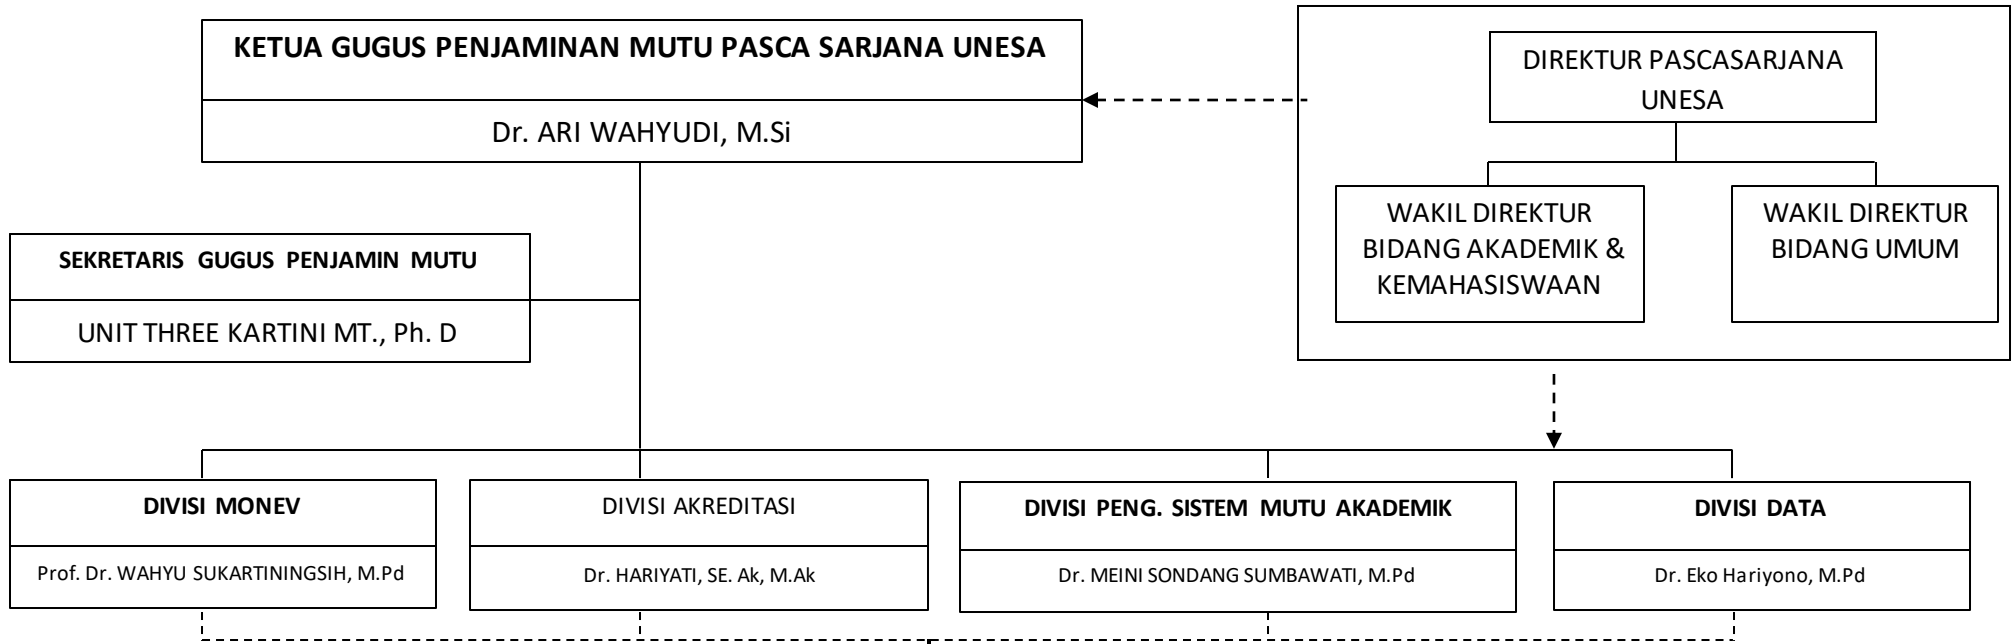 KETUA GUGUS PENJAMINAN MUTU PASCA SARJANA UNESA
Dr. ARI WAHYUDI, M.Si
DIREKTUR PASCASARJANA
UNESA
WAKIL DIREKTUR
BIDANG AKADEMIK &
KEMAHASISWAAN
WAKIL DIREKTUR
BIDANG UMUM
SEKRETARIS GUGUS PENJAMIN MUTU
UNIT THREE KARTINI MT., Ph. D
DIVISI MONEV
Prof. Dr. WAHYU SUKARTININGSIH, M.Pd
DIVISI AKREDITASI
Dr. HARIYATI, SE. Ak, M.Ak
DIVISI PENG. SISTEM MUTU AKADEMIK
Dr. MEINI SONDANG SUMBAWATI, M.Pd
DIVISI DATA
Dr. Eko Hariyono, M.Pd